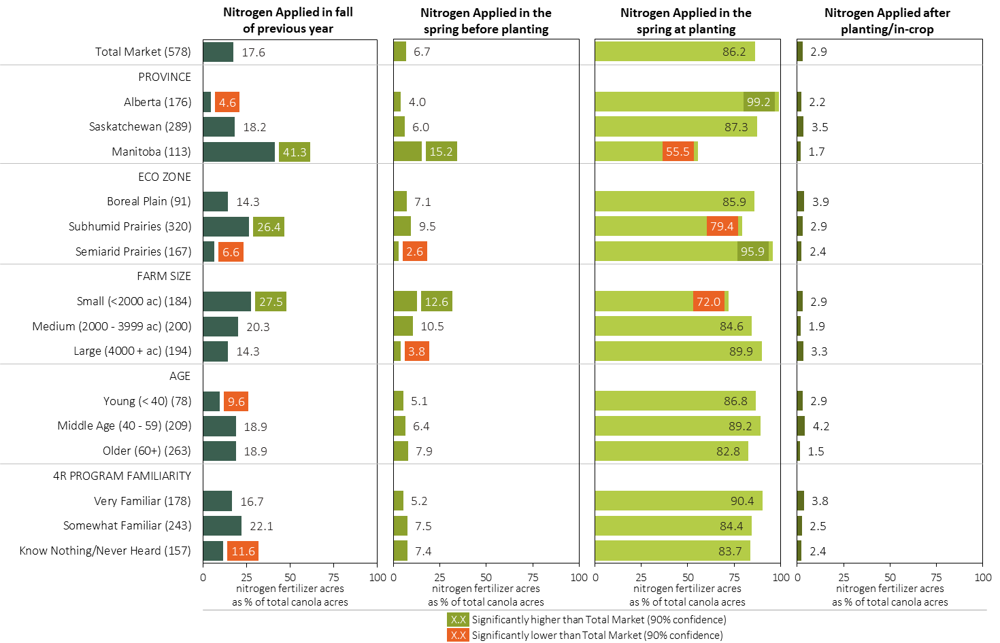 Nitrogen Applied in fall
of previous year
Nitrogen Applied in the
spring before planting
Nitrogen Applied in the
spring at planting
Nitrogen Applied after
planting/in-crop
Total Market (578) 17.6 6.7 86.2 2.9
PROVINCE
Alberta (176) 4.6 4.0 99.2 2.2
Saskatchewan (289) 18.2 6.0 87.3 3.5
Manitoba (113) 41.3 15.2 55.5 1.7
ECO ZONE
Boreal Plain (91) 14.3 7.1 85.9 3.9
Subhumid Prairies (320) 26.4 9.5 79.4 2.9
Semiarid Prairies (167) 6.6 2.6 95.9 2.4
FARM SIZE
Small (<2000 ac) (184) 27.5 12.6 72.0 2.9
Medium (2000 - 3999 ac) (200) 20.3 10.5 84.6 1.9
Large (4000 + ac) (194) 14.3 3.8 89.9 3.3
AGE
Young (< 40) (78) 9.6 5.1 86.8 2.9
Middle Age (40 - 59) (209) 18.9 6.4 89.2 4.2
Older (60+) (263) 18.9 7.9 82.8 1.5
4R PROGRAM FAMILIARITY
Very Familiar (178) 16.7 5.2 90.4 3.8
Somewhat Familiar (243) 22.1 7.5 84.4 2.5
Know Nothing/Never Heard (157) 11.6 7.4 83.7 2.4
0 25 50 75 100 0 25 50 75 100 0 25 50 75 100 0 25 50 75 100
nitrogen fertilizer acres
as % of total canola acres
nitrogen fertilizer acres
as % of total canola acres
nitrogen fertilizer acres
as % of total canola acres
nitrogen fertilizer acres
as % of total canola acres
X.X Significantly higher than Total Market (90% confidence)
X.X Significantly lower than Total Market (90% confidence)